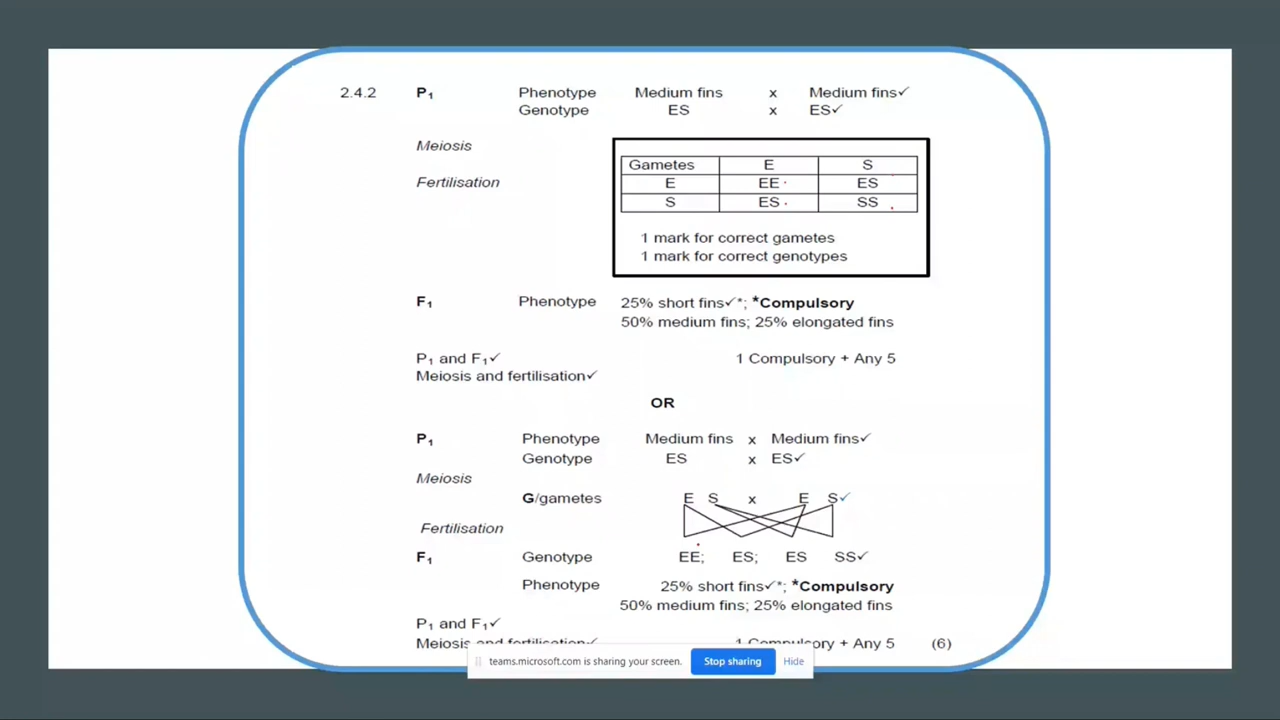 2.4.2 P1 Phenotype Medium fins x Medium fins✓
Genotype ES x ES✓
Meiosis
Gametes E S
Fertilisation E EE ES
S ES SS
1 mark for correct gametes
1 mark for correct genotypes
F1 Phenotype 25% short fins✓*; *Compulsory
50% medium fins; 25% elongated fins
P1 and F1✓ 1 Compulsory + Any 5
Meiosis and fertilisation✓
OR
P1 Phenotype Medium fins x Medium fins✓
Genotype ES x ES✓
Meiosis
G/gametes E S x E S✓
Fertilisation
F1 Genotype EE; ES; ES SS✓
Phenotype 25% short fins✓*; *Compulsory
50% medium fins; 25% elongated fins
P1 and F1✓
Meiosis and fertilisation✓ 1 Compulsory + Any 5 (6)
teams.microsoft.com is sharing your screen. Stop sharing Hide